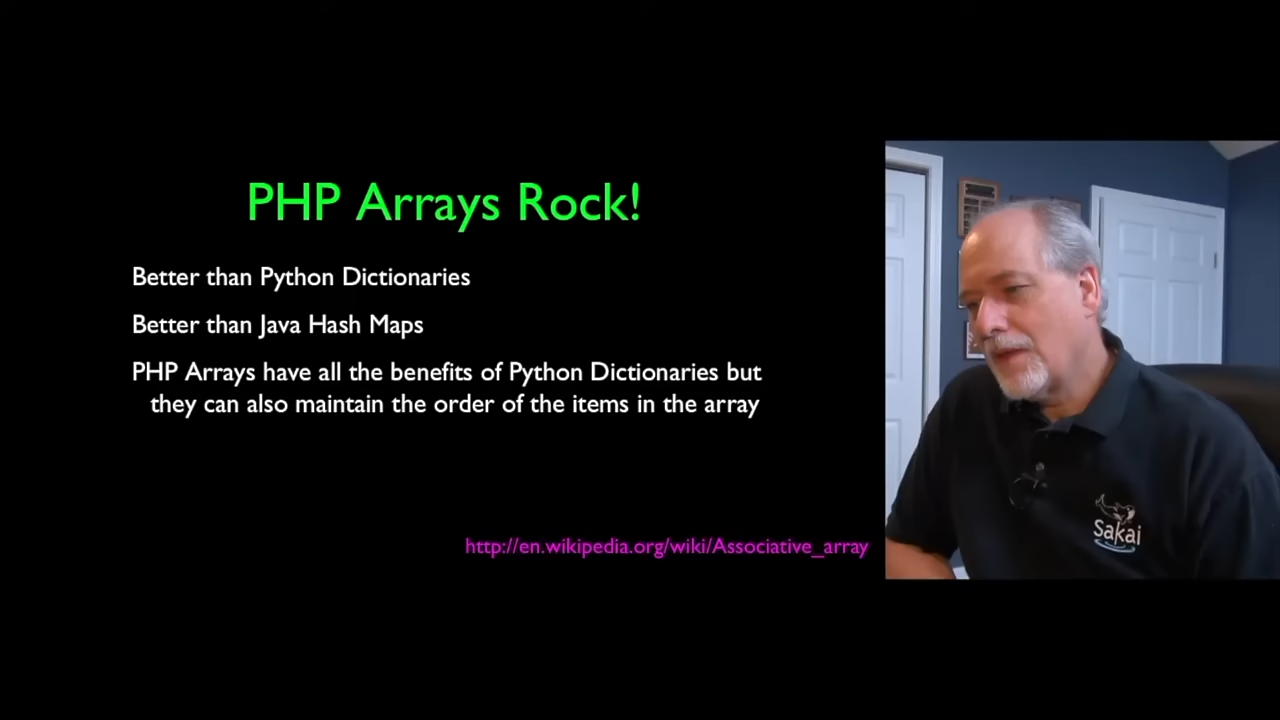 PHP Arrays Rock!
Better than Python Dictionaries
Better than Java Hash Maps
PHP Arrays have all the benefits of Python Dictionaries but
they can also maintain the order of the items in the array
http://en.wikipedia.org/wiki/Associative_array
Sakai